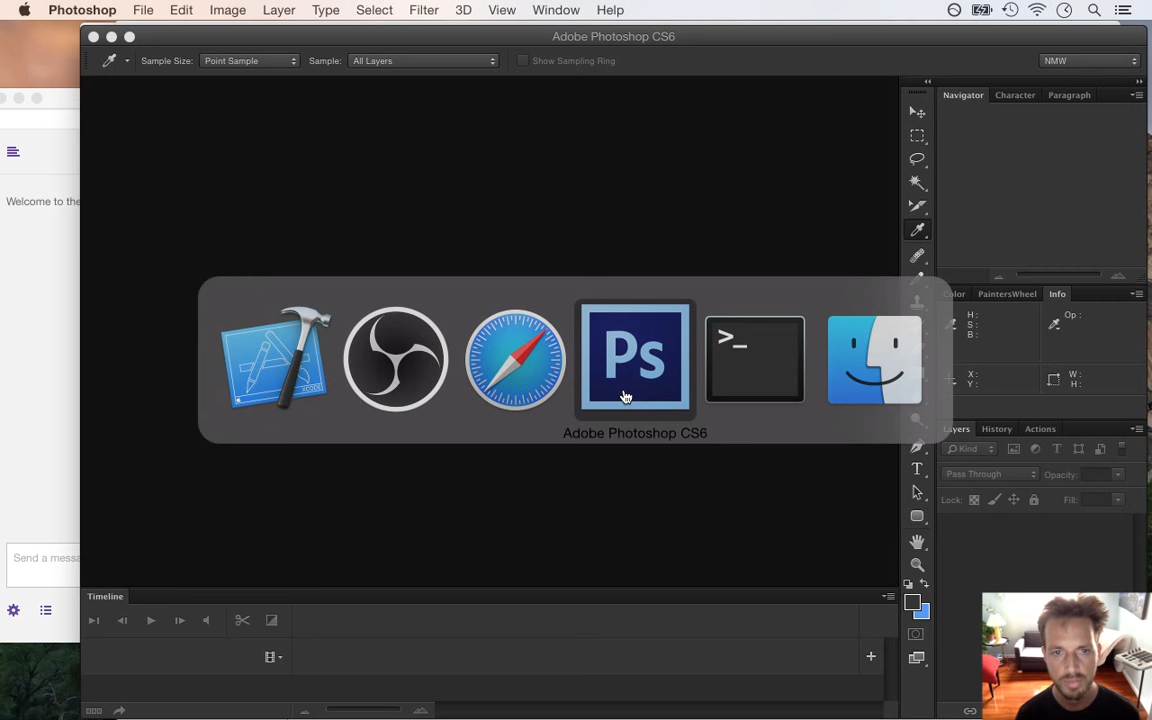 Photoshop File Edit Image Layer Type Select Filter 3D View Window Help
Adobe Photoshop CS6
Sample Size: Point Sample Sample: All Layers Show Sampling Ring NMW
Navigator Character Paragraph
Welcome to the
Color PaintersWheel Info
H:
S:
B:
Op:
X:
Y:
W:
H:
>_
Ps
Adobe Photoshop CS6
Layers History Actions
Kind
Pass Through Opacity:
Lock: Fill:
Send a messa
Timeline